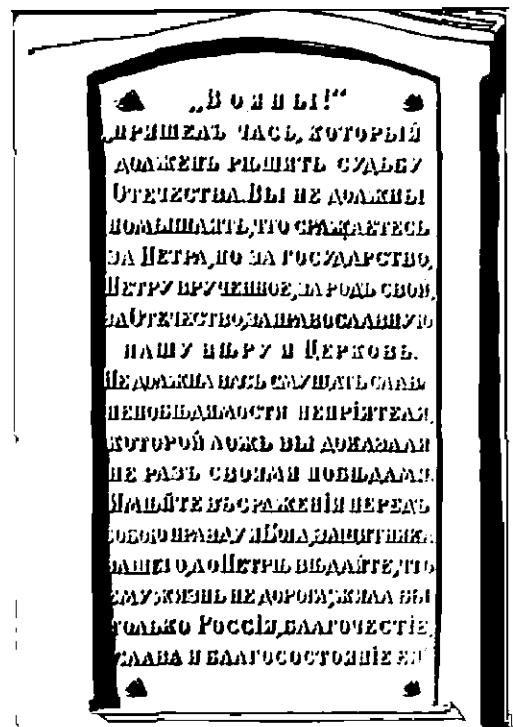 „Воины!“
„Пришелъ часъ, который
долженъ рѣшить судьбу
Отечества. Вы не должны
помышлять, что сражаетесь
за Петра, но за государство,
Петру врученное, за родъ свой,
за Отечество, за православную
нашу вѣру и Церковь.
Не должна васъ смущать слава
непобѣдимости непріятеля,
которой ложь вы доказали
не разъ своими побѣдами.
Имѣйте въ сраженіи передъ
собою правду и Бога, защитника
вашего, а о Петрѣ вѣдайте, что
ему жизнь не дорога, жила бы
только Россія, благочестіе,
слава и благосостояніе ея“